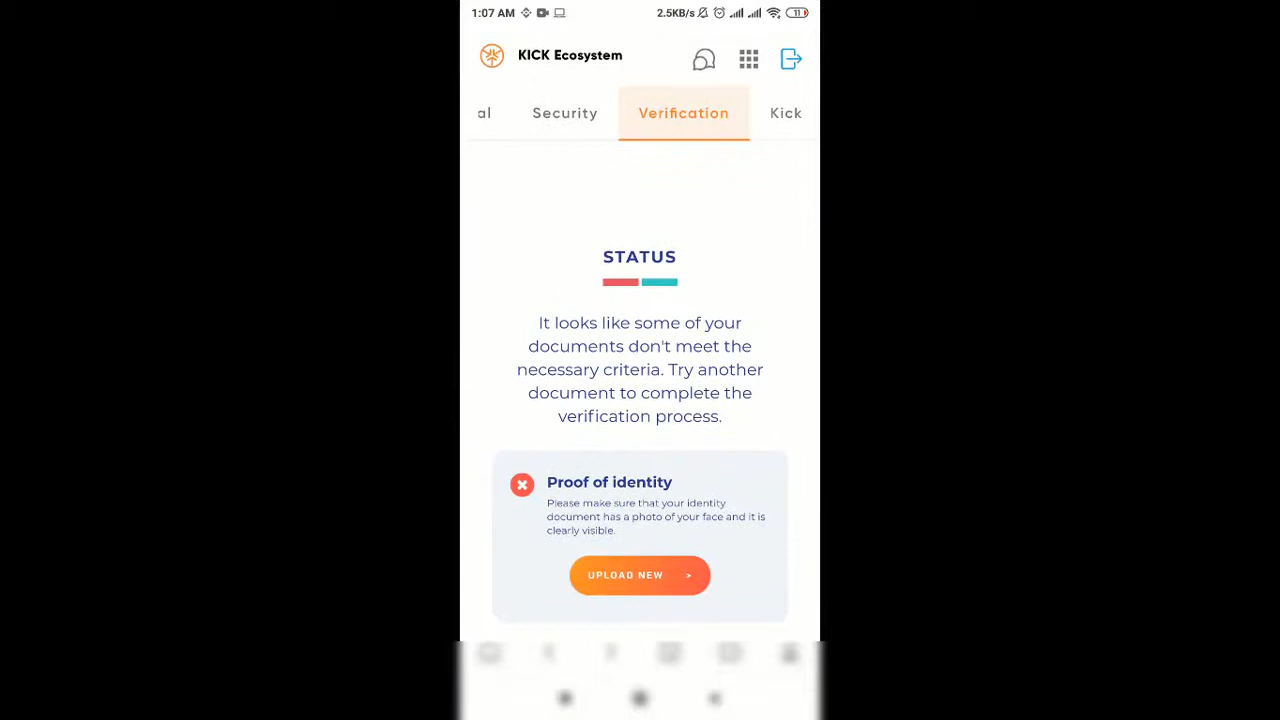 1:07 AM 2.5KB/s 11
KICK Ecosystem
al Security Verification Kick
STATUS
It looks like some of your
documents don't meet the
necessary criteria. Try another
document to complete the
verification process.
Proof of identity
Please make sure that your identity
document has a photo of your face and it is
clearly visible.
UPLOAD NEW >